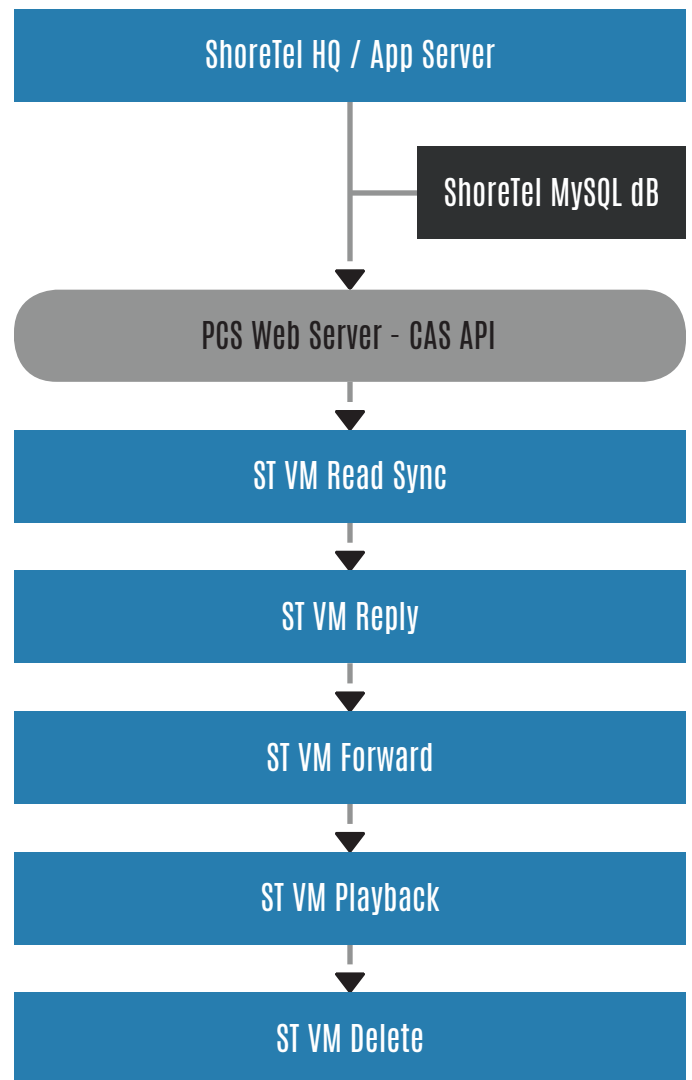 ShoreTel HQ / App Server
ShoreTel MySQL dB
PCS Web Server - CAS API
ST VM Read Sync
ST VM Reply
ST VM Forward
ST VM Playback
ST VM Delete